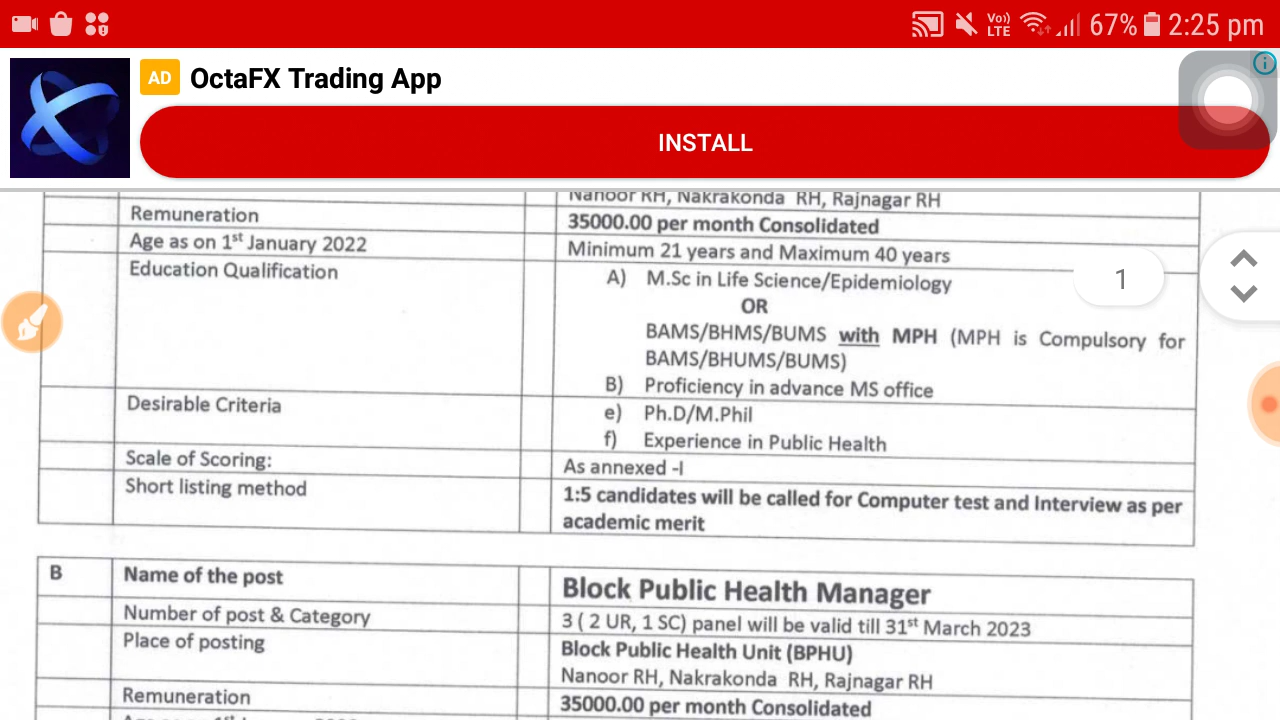 Vo))
LTE
67%
2:25 pm
AD
OctaFX Trading App
INSTALL
Nanoor RH, Nakrakonda RH, Rajnagar RH
Remuneration
35000.00 per month Consolidated
Age as on 1st January 2022
Minimum 21 years and Maximum 40 years
Education Qualification
A) M.Sc in Life Science/Epidemiology
OR
BAMS/BHMS/BUMS with MPH (MPH is Compulsory for
BAMS/BHUMS/BUMS)
B) Proficiency in advance MS office
1
Desirable Criteria
e) Ph.D/M.Phil
f) Experience in Public Health
Scale of Scoring:
As annexed -I
Short listing method
1:5 candidates will be called for Computer test and Interview as per
academic merit
B
Name of the post
Block Public Health Manager
Number of post & Category
3 ( 2 UR, 1 SC) panel will be valid till 31st March 2023
Place of posting
Block Public Health Unit (BPHU)
Nanoor RH, Nakrakonda RH, Rajnagar RH
Remuneration
35000.00 per month Consolidated